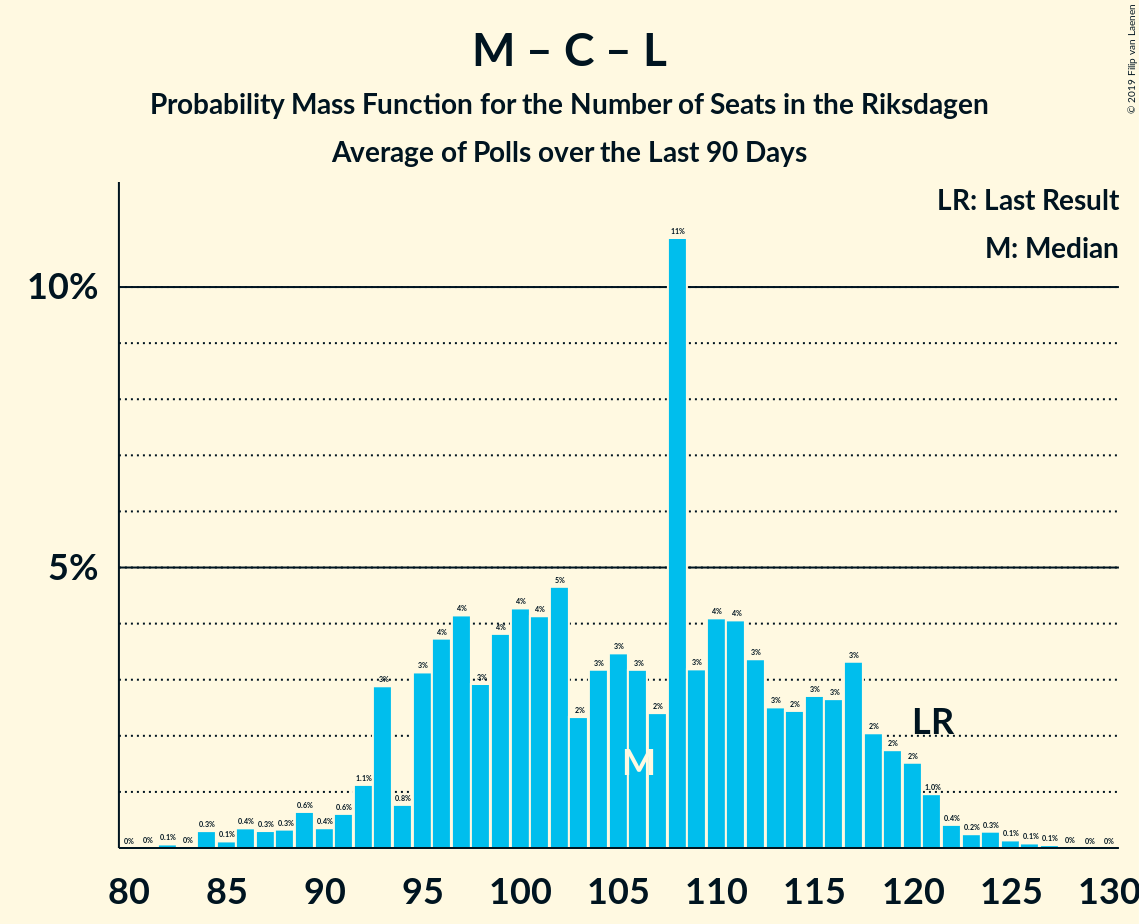 M – C – L
Probability Mass Function for the Number of Seats in the Riksdagen
Average of Polls over the Last 90 Days
© 2019 Filip van Laenen
LR: Last Result
M: Median
10%
5%
0% 0% 0.1% 0% 0.3% 0.1% 0.4% 0.3% 0.3% 0.6% 0.4% 0.6% 1.1% 3% 0.8% 3% 4% 4% 3% 4% 4% 4% 5% 2% 3% 3% 3% 2% 11% 3% 4% 4% 3% 3% 2% 3% 3% 3% 2% 2% 2% 1.0% 0.4% 0.2% 0.3% 0.1% 0.1% 0.1% 0% 0% 0%
LR
M
80 85 90 95 100 105 110 115 120 125 130